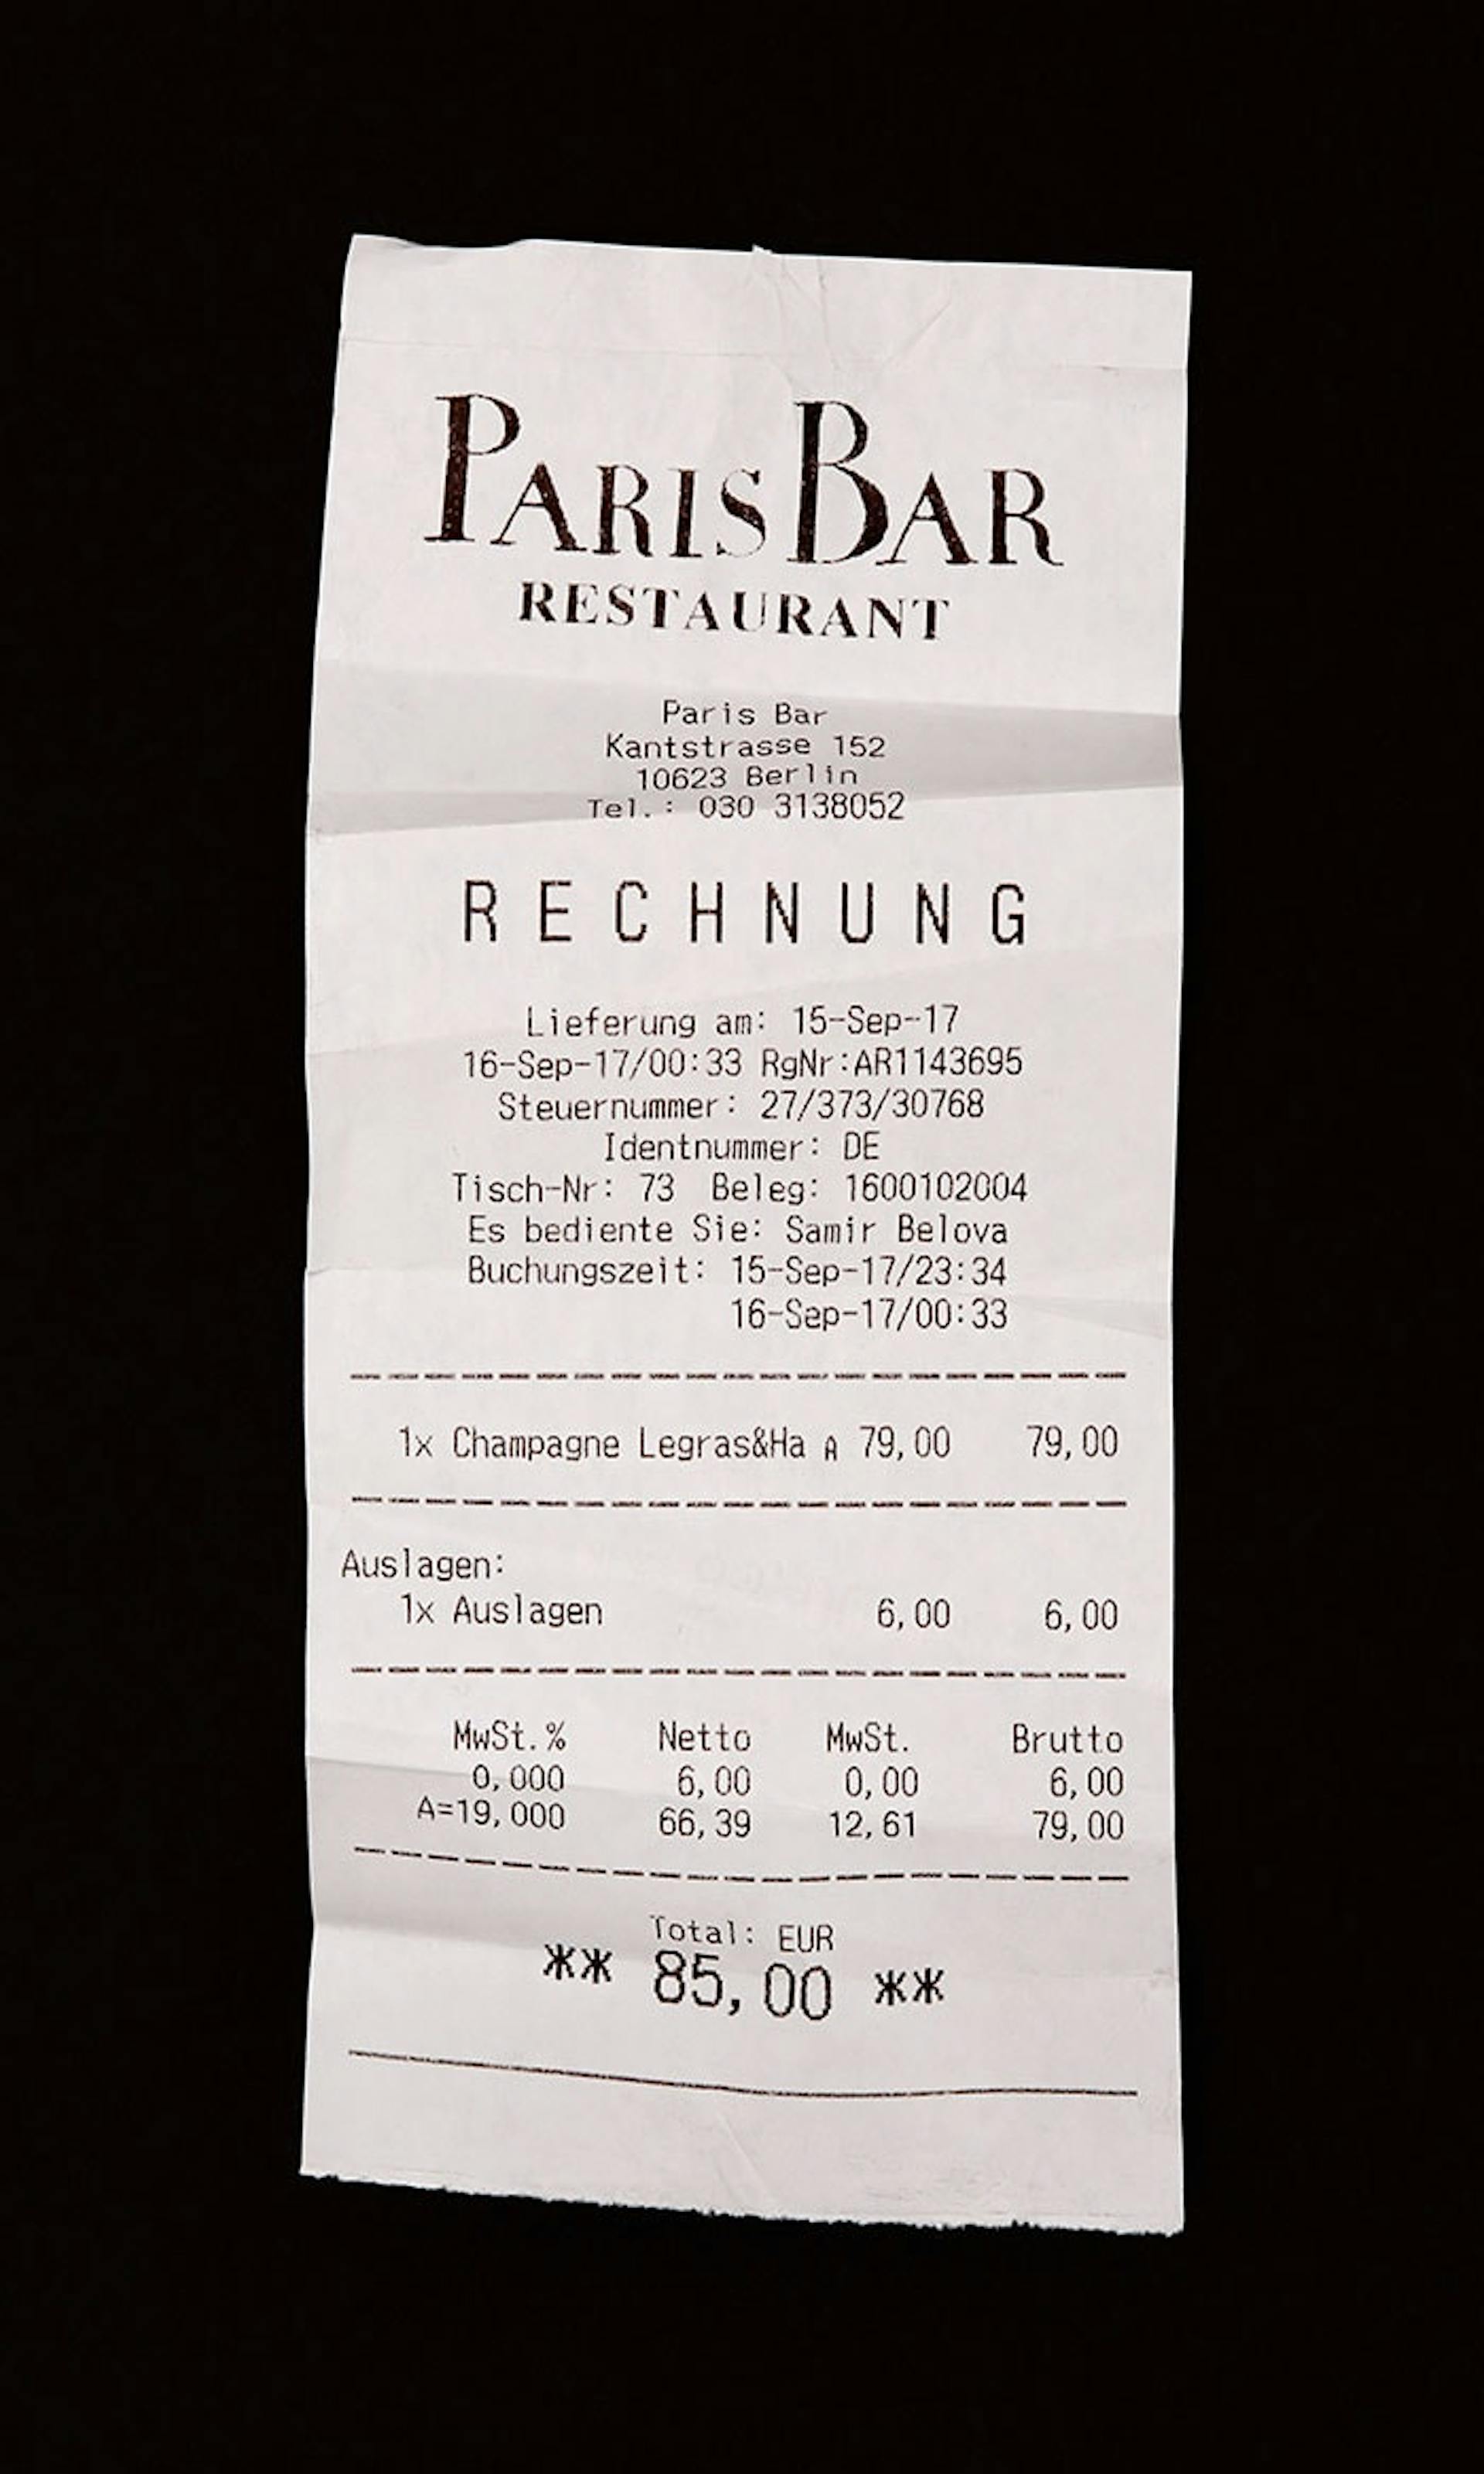 PARIS BAR
RESTAURANT
Paris Bar
Kantstrasse 152
10623 Berlin
Tel.: 030 3138052
RECHNUNG
Lieferung am: 15-Sep-17
16-Sep-17/00:33 RgNr:AR1143695
Steuernummer: 27/373/30768
Identnummer: DE
Tisch-Nr: 73 Beleg: 1600102004
Es bediente Sie: Samir Belova
Buchungszeit: 15-Sep-17/23:34
16-Sep-17/00:33
1x Champagne Legras&Ha A 79,00 79,00
Auslagen:
1x Auslagen 6,00 6,00
MwSt.% Netto MwSt. Brutto
0,000 6,00 0,00 6,00
A=19,000 66,39 12,61 79,00
Total: EUR
** 85,00 **